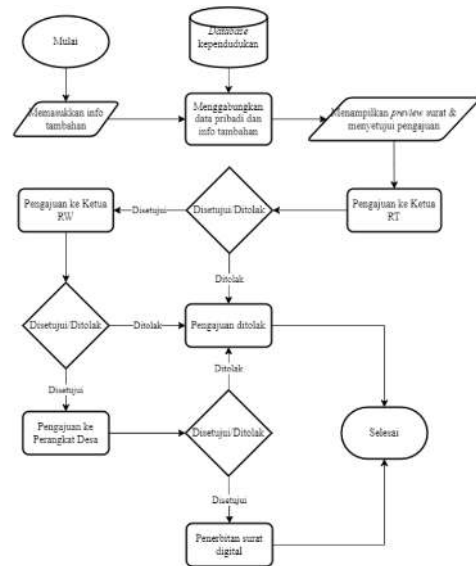 Mulai
Database
kependudukan
Memasukkan info
tambahan
Menggabungkan
data pribadi dan
info tambahan
Menampilkan preview surat &
menyetujui pengajuan
Pengajuan ke Ketua
RW
Disetujui
Disetujui/Ditolak
Pengajuan ke Ketua
RT
Ditolak
Disetujui/Ditolak
Ditolak
Pengajuan ditolak
Disetujui
Ditolak
Pengajuan ke
Perangkat Desa
Disetujui/Ditolak
Selesai
Disetujui
Penerbitan surat
digital